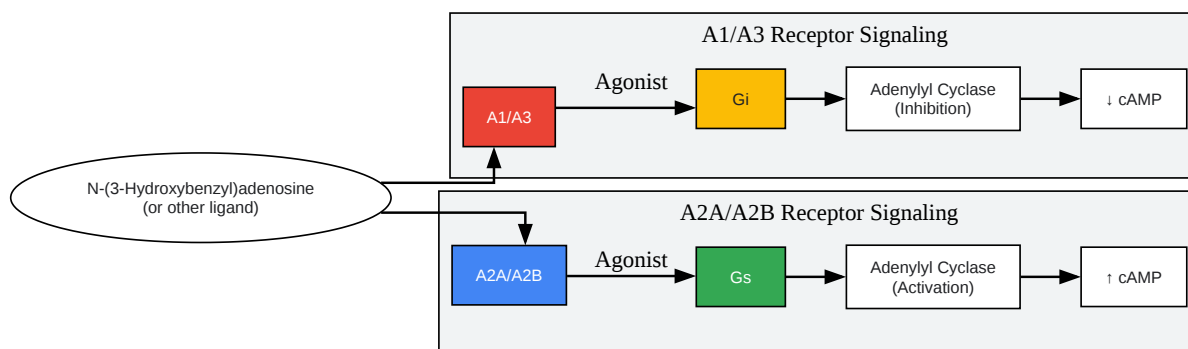 A1/A3 Receptor Signaling
Agonist
A1/A3
Gi
Adenylyl Cyclase
(Inhibition)
↓ cAMP
N-(3-Hydroxybenzyl)adenosine
(or other ligand)
A2A/A2B Receptor Signaling
Agonist
A2A/A2B
Gs
Adenylyl Cyclase
(Activation)
↑ cAMP